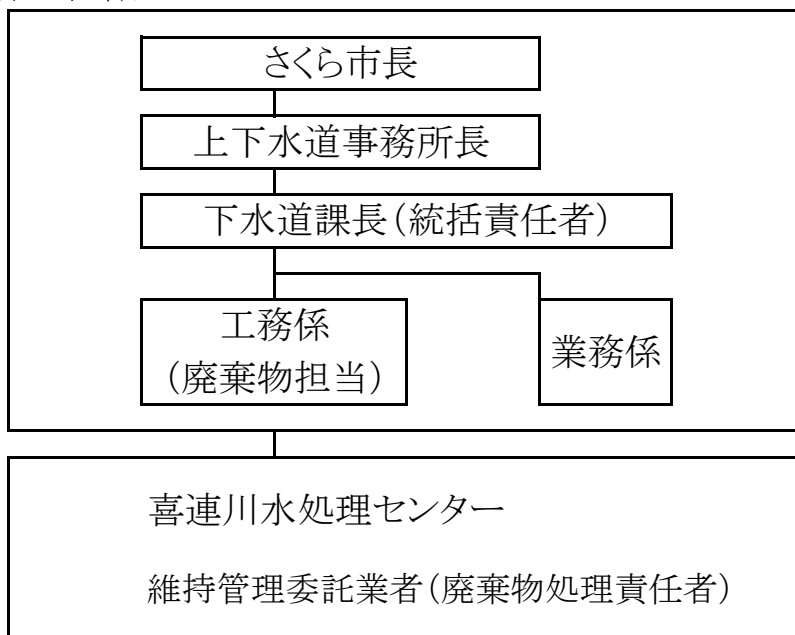 さくら市長
上下水道事務所長
下水道課長(統括責任者)
工務係
(廃棄物担当)
業務係
喜連川水処理センター
維持管理委託業者(廃棄物処理責任者)